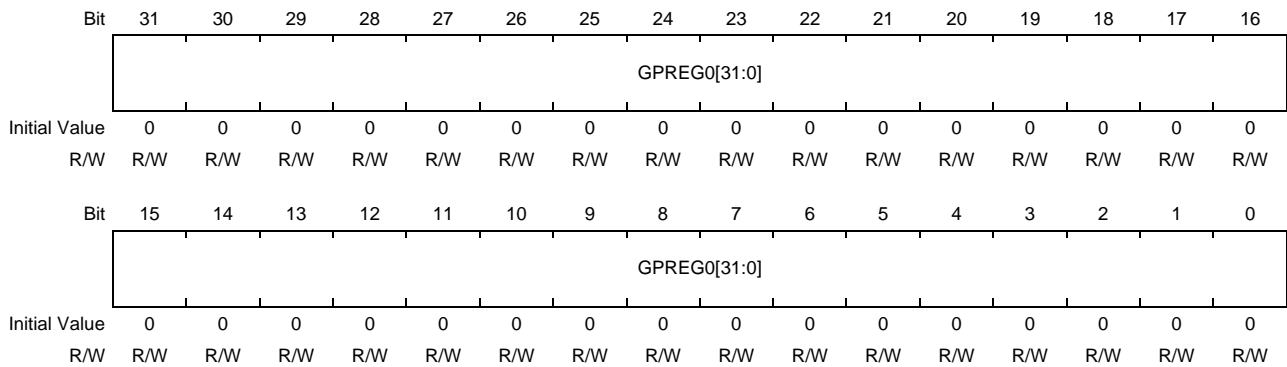 Bit 31 30 29 28 27 26 25 24 23 22 21 20 19 18 17 16
GPREG0[31:0]
Initial Value 0 0 0 0 0 0 0 0 0 0 0 0 0 0 0 0
R/W R/W R/W R/W R/W R/W R/W R/W R/W R/W R/W R/W R/W R/W R/W R/W R/W
Bit 15 14 13 12 11 10 9 8 7 6 5 4 3 2 1 0
GPREG0[31:0]
Initial Value 0 0 0 0 0 0 0 0 0 0 0 0 0 0 0 0
R/W R/W R/W R/W R/W R/W R/W R/W R/W R/W R/W R/W R/W R/W R/W R/W R/W